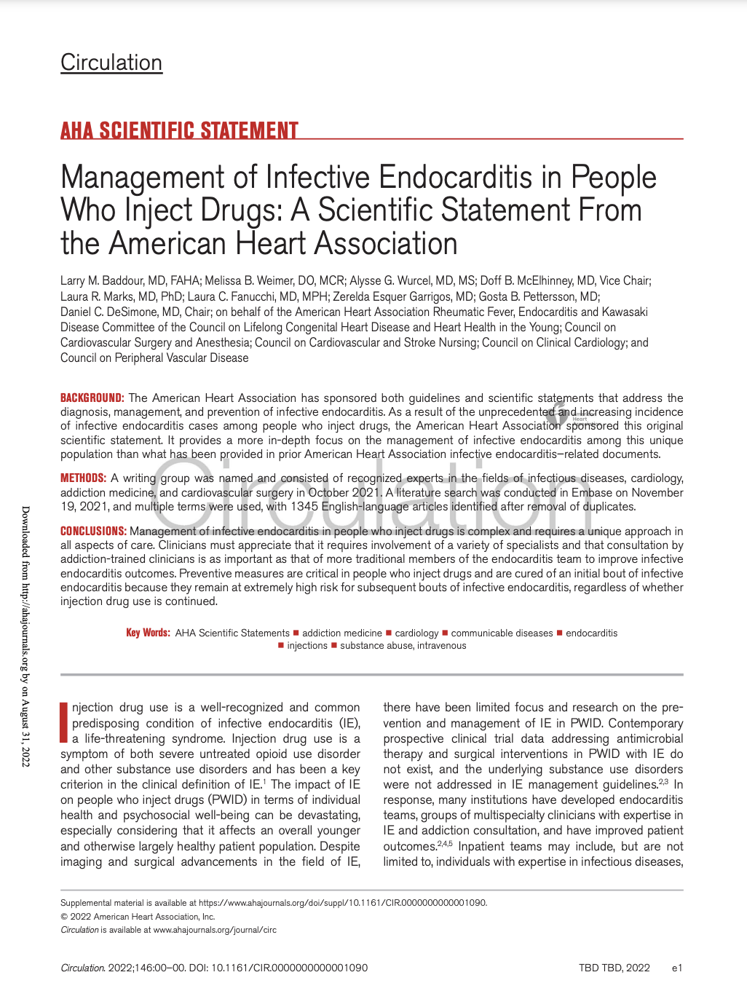 Circulation
AHA SCIENTIFIC STATEMENT
Management of Infective Endocarditis in People
Who Inject Drugs: A Scientific Statement From
the American Heart Association
Larry M. Baddour, MD, FAHA; Melissa B. Weimer, DO, MCR; Alysse G. Wurcel, MD, MS; Doff B. McElhinney, MD, Vice Chair;
Laura R. Marks, MD, PhD; Laura C. Fanucchi, MD, MPH; Zerelda Esquer Garrigos, MD; Gosta B. Pettersson, MD;
Daniel C. DeSimone, MD, Chair; on behalf of the American Heart Association Rheumatic Fever, Endocarditis and Kawasaki
Disease Committee of the Council on Lifelong Congenital Heart Disease and Heart Health in the Young; Council on
Cardiovascular Surgery and Anesthesia; Council on Cardiovascular and Stroke Nursing; Council on Clinical Cardiology; and
Council on Peripheral Vascular Disease
BACKGROUND: The American Heart Association has sponsored both guidelines and scientific statements that address the
diagnosis, management, and prevention of infective endocarditis. As a result of the unprecedented and increasing incidence
of infective endocarditis cases among people who inject drugs, the American Heart Association sponsored this original
scientific statement. It provides a more in-depth focus on the management of infective endocarditis among this unique
population than what has been provided in prior American Heart Association infective endocarditis–related documents.
Heart
Circulation
METHODS: A writing group was named and consisted of recognized experts in the fields of infectious diseases, cardiology,
addiction medicine, and cardiovascular surgery in October 2021. A literature search was conducted in Embase on November
19, 2021, and multiple terms were used, with 1345 English-language articles identified after removal of duplicates.
CONCLUSIONS: Management of infective endocarditis in people who inject drugs is complex and requires a unique approach in
all aspects of care. Clinicians must appreciate that it requires involvement of a variety of specialists and that consultation by
addiction-trained clinicians is as important as that of more traditional members of the endocarditis team to improve infective
endocarditis outcomes. Preventive measures are critical in people who inject drugs and are cured of an initial bout of infective
endocarditis because they remain at extremely high risk for subsequent bouts of infective endocarditis, regardless of whether
injection drug use is continued.
Key Words: AHA Scientific Statements ■ addiction medicine ■ cardiology ■ communicable diseases ■ endocarditis
■ injections ■ substance abuse, intravenous
Injection drug use is a well-recognized and common
predisposing condition of infective endocarditis (IE),
a life-threatening syndrome. Injection drug use is a
symptom of both severe untreated opioid use disorder
and other substance use disorders and has been a key
criterion in the clinical definition of IE.1 The impact of IE
on people who inject drugs (PWID) in terms of individual
health and psychosocial well-being can be devastating,
especially considering that it affects an overall younger
and otherwise largely healthy patient population. Despite
imaging and surgical advancements in the field of IE,
there have been limited focus and research on the pre-
vention and management of IE in PWID. Contemporary
prospective clinical trial data addressing antimicrobial
therapy and surgical interventions in PWID with IE do
not exist, and the underlying substance use disorders
were not addressed in IE management guidelines.2,3 In
response, many institutions have developed endocarditis
teams, groups of multispecialty clinicians with expertise in
IE and addiction consultation, and have improved patient
outcomes.2,4,5 Inpatient teams may include, but are not
limited to, individuals with expertise in infectious diseases,
Supplemental material is available at https://www.ahajournals.org/doi/suppl/10.1161/CIR.0000000000001090.
© 2022 American Heart Association, Inc.
Circulation is available at www.ahajournals.org/journal/circ
Circulation. 2022;146:00–00. DOI: 10.1161/CIR.0000000000001090
TBD TBD, 2022 e1
Downloaded from http://ahajournals.org by on August 31, 2022